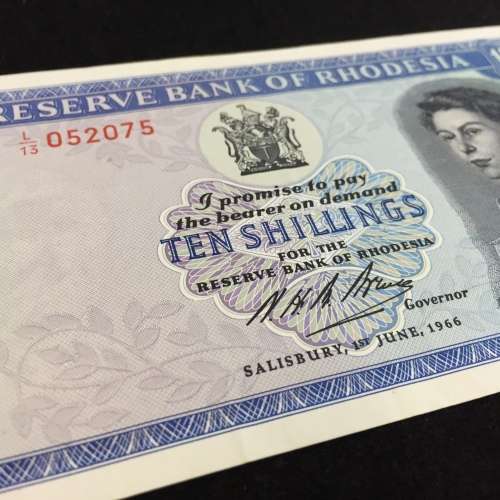 RESERVE BANK OF RHODESIA
L/13 052075
I promise to pay
the bearer on demand
TEN SHILLINGS
FOR THE
RESERVE BANK OF RHODESIA
Governor
SALISBURY, 1ST JUNE, 1966